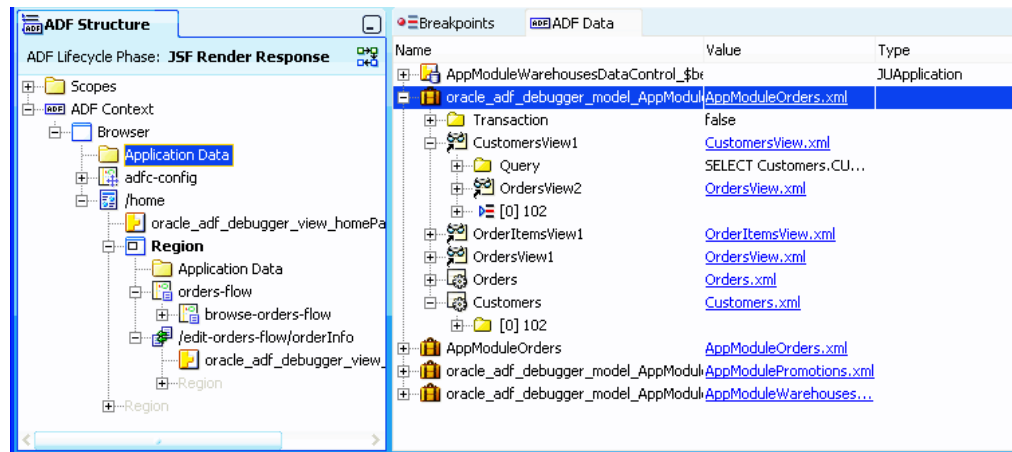 ADF Structure
ADF Lifecycle Phase: JSF Render Response
Scopes
ADF Context
Browser
Application Data
adfc-config
/home
oracle_adf_debugger_view_homePa
Region
Application Data
orders-flow
browse-orders-flow
/edit-orders-flow/orderInfo
oracle_adf_debugger_view_
Region
Region
Breakpoints ADF Data
Name Value Type
AppModuleWarehousesDataControl_$be JUApplication
oracle_adf_debugger_model_AppModul AppModuleOrders.xml
Transaction false
CustomersView1 CustomersView.xml
Query SELECT Customers.CU...
OrdersView2 OrdersView.xml
[0] 102
OrderItemsView1 OrderItemsView.xml
OrdersView1 OrdersView.xml
Orders Orders.xml
Customers Customers.xml
[0] 102
AppModuleOrders AppModuleOrders.xml
oracle_adf_debugger_model_AppModul AppModulePromotions.xml
oracle_adf_debugger_model_AppModul AppModuleWarehouses...